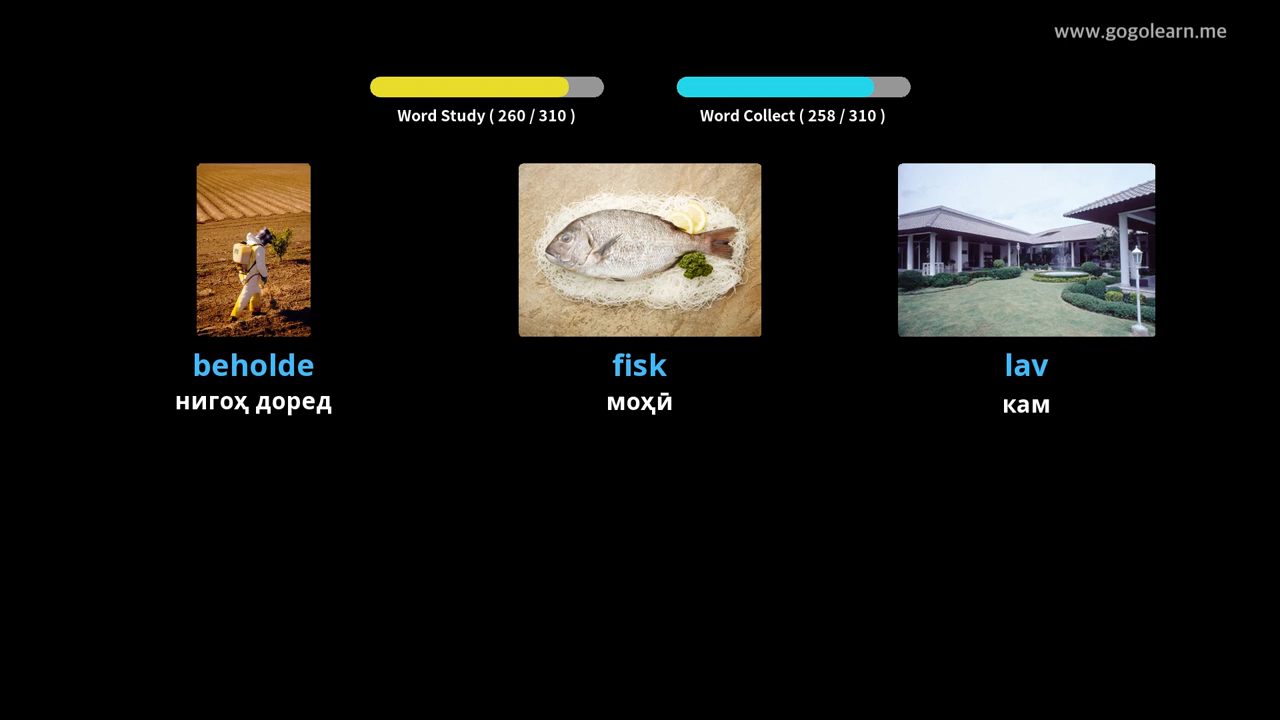 www.gogolearn.me
Word Study ( 260 / 310 )
Word Collect ( 258 / 310 )
beholde
нигоҳ доред
fisk
моҳӣ
lav
кам